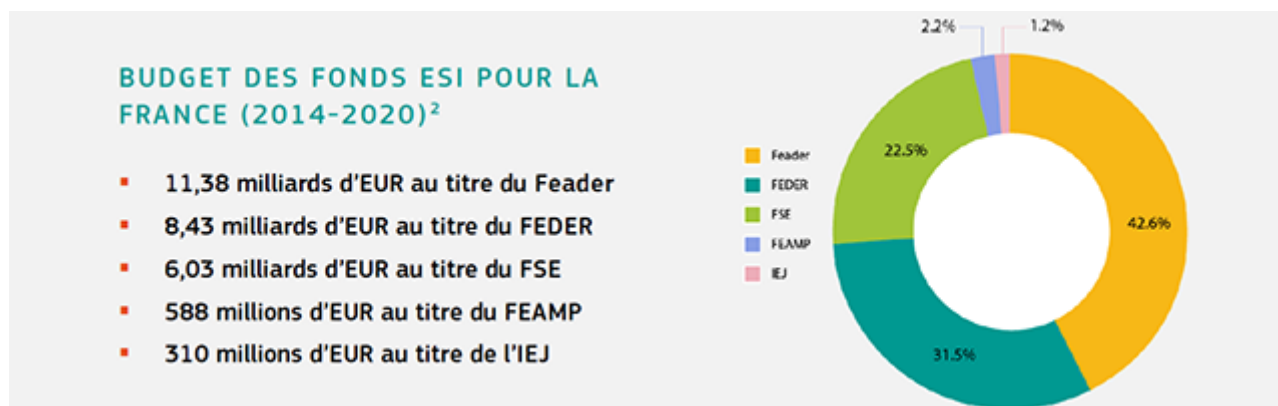 BUDGET DES FONDS ESI POUR LA
FRANCE (2014-2020)²
▪ 11,38 milliards d'EUR au titre du Feader
▪ 8,43 milliards d'EUR au titre du FEDER
▪ 6,03 milliards d'EUR au titre du FSE
▪ 588 millions d'EUR au titre du FEAMP
▪ 310 millions d'EUR au titre de l'IEJ
Feader
FEDER
FSE
FEAMP
IEJ
2.2%
1.2%
22.5%
42.6%
31.5%